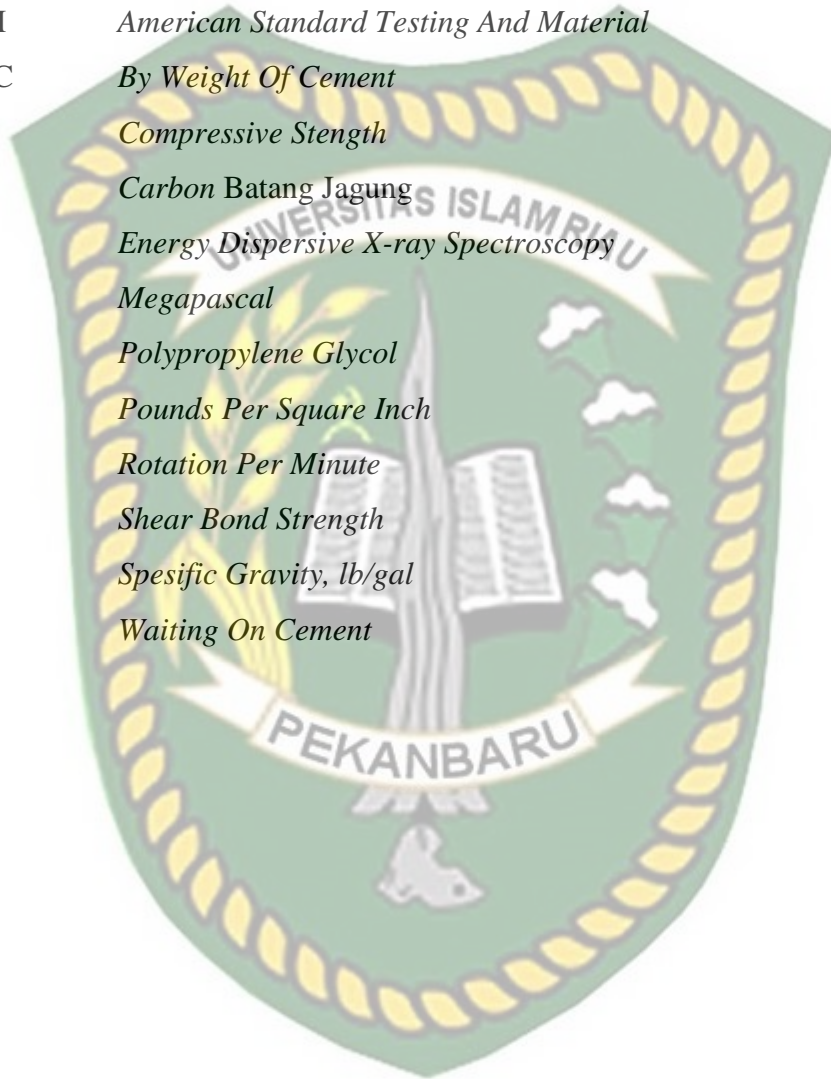 I American Standard Testing And Material
C By Weight Of Cement
Compressive Stength
Carbon Batang Jagung
UNIVERSITAS ISLAM RIAU
Energy Dispersive X-ray Spectroscopy
Megapascal
Polypropylene Glycol
Pounds Per Square Inch
Rotation Per Minute
Shear Bond Strength
Spesific Gravity, lb/gal
Waiting On Cement
PEKANBARU